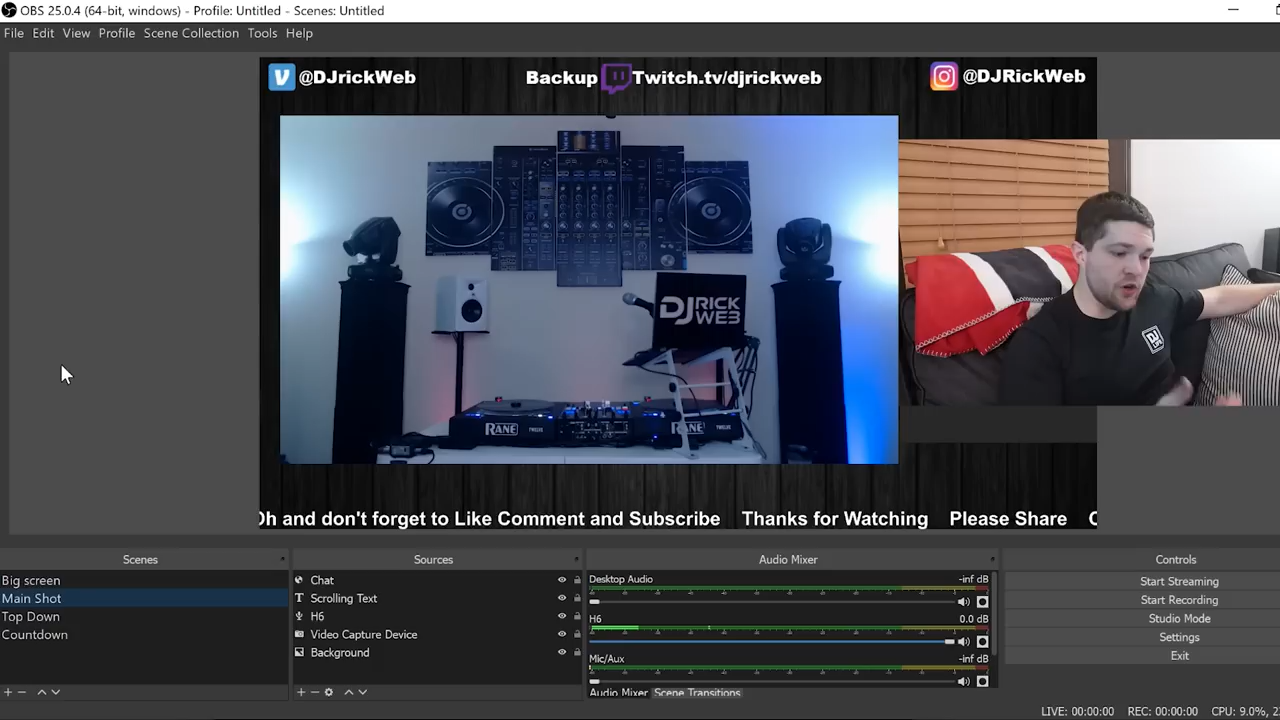 OBS 25.0.4 (64-bit, windows) - Profile: Untitled - Scenes: Untitled
File Edit View Profile Scene Collection Tools Help
@DJrickWeb Backup Twitch.tv/djrickweb @DJRickWeb
DJ RICK WEB
RANE TWELVE RANE TWELVE
Oh and don't forget to Like Comment and Subscribe Thanks for Watching Please Share
Scenes Sources Audio Mixer Controls
Big screen
Main Shot
Top Down
Countdown
Chat
Scrolling Text
H6
Video Capture Device
Background
Desktop Audio -inf dB
H6 0.0 dB
Mic/Aux -inf dB
Audio Mixer Scene Transitions
Start Streaming
Start Recording
Studio Mode
Settings
Exit
LIVE: 00:00:00 REC: 00:00:00 CPU: 9.0%, 2